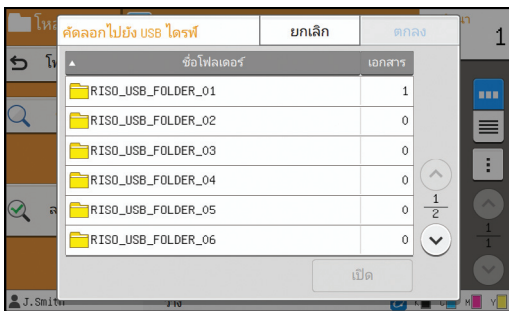 โหล
1
คัดลอกไปยัง USB ไดรฟ์
ยกเลิก
ตกลง
ชื่อโฟลเดอร์
เอกสาร
RISO_USB_FOLDER_01 1
RISO_USB_FOLDER_02 0
RISO_USB_FOLDER_03 0
RISO_USB_FOLDER_04 0
RISO_USB_FOLDER_05 0
RISO_USB_FOLDER_06 0
1
2
1
1
เปิด
J.Smith
M Y